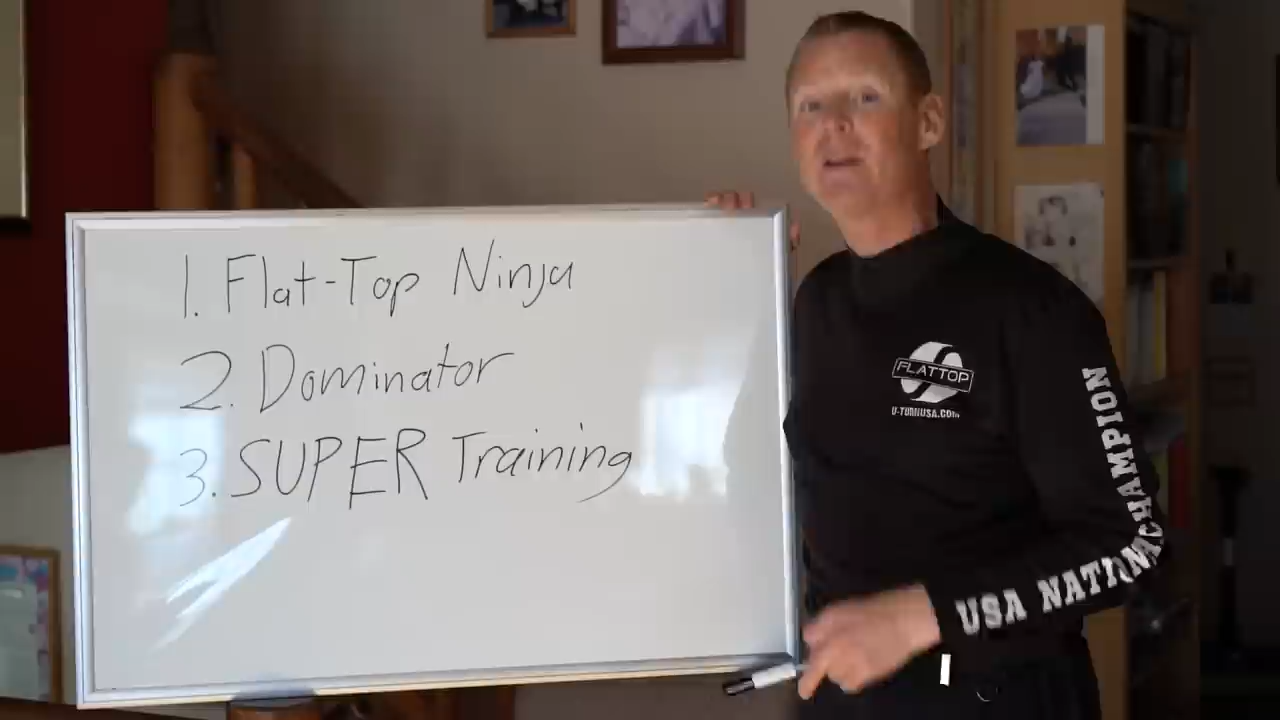 1. Flat-Top Ninja
2. Dominator
3. SUPER Training
FLATTOP
U-TURNUSA.COM
USA NATIONAL CHAMPION